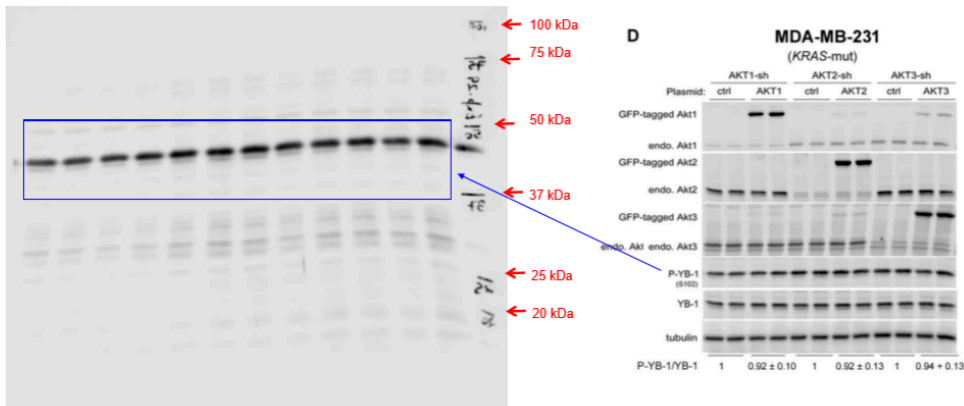 100 kDa
75 kDa
50 kDa
37 kDa
25 kDa
20 kDa
D
MDA-MB-231
(KRAS-mut)
AKT1-sh AKT2-sh AKT3-sh
Plasmid: ctrl AKT1 ctrl AKT2 ctrl AKT3
GFP-tagged Akt1
endo. Akt1
GFP-tagged Akt2
endo. Akt2
GFP-tagged Akt3
endo. Akt endo. Akt3
P-YB-1
(S102)
YB-1
tubulin
P-YB-1/YB-1 1 0.92 ± 0.10 1 0.92 ± 0.13 1 0.94 + 0.13